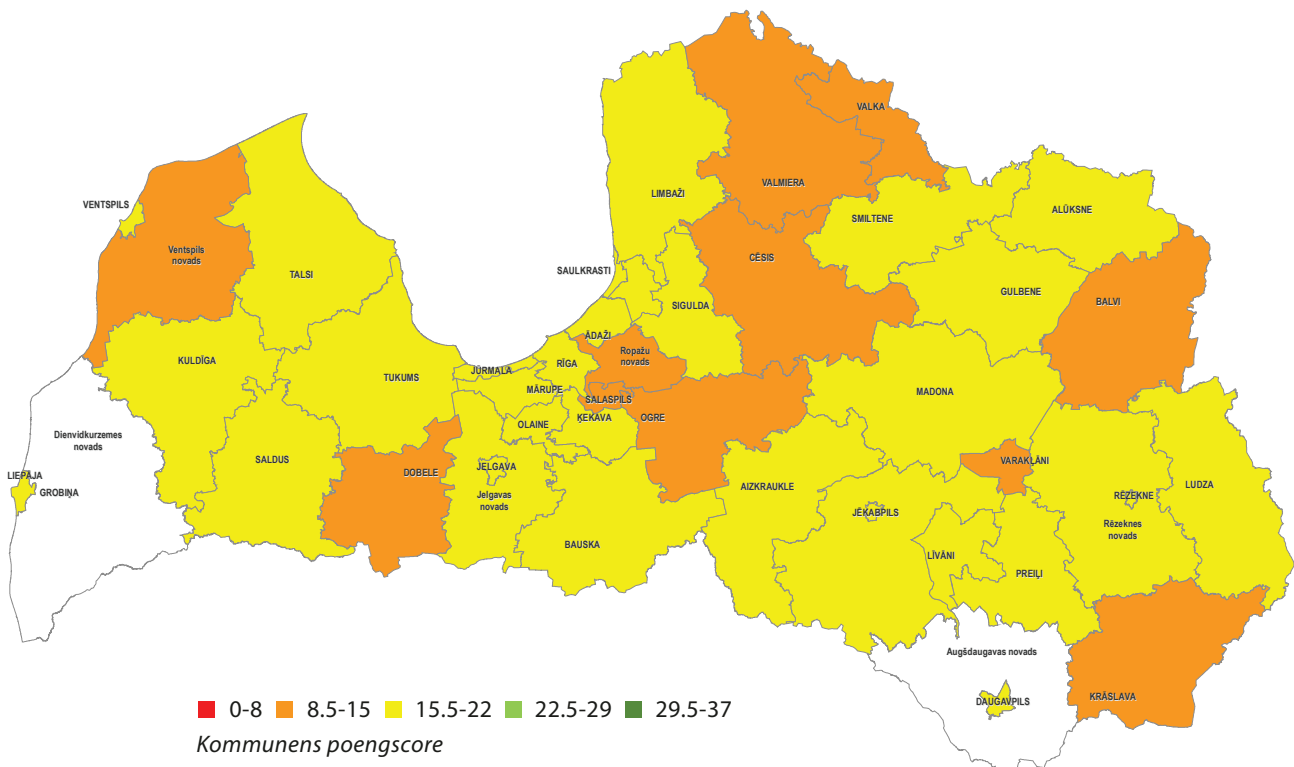 VALKA
VALMIERA
LIMBAŽI
VENTSPILS
ALŪKSNE
SMILTENE
Ventspils
novads
CĒSIS
TALSI
SAULKRASTI
GULBENE
BALVI
SIGULDA
ĀDAŽI
Ropažu
novads
KULDĪGA
RĪGA
JŪRMALA
TUKUMS
MĀRUPE
MADONA
SALASPILS
OGRE
ĶEKAVA
OLAINE
Dienvidkurzemes
novads
SALDUS
VARAKĻĀNI
DOBELE
JELGAVA
LIEPĀJA
GROBIŅA
Jelgavas
novads
AIZKRAUKLE
RĒZEKNE
LUDZA
JĒKABPILS
Rēzeknes
novads
BAUSKA
LĪVĀNI
PREIĻI
Augšdaugavas novads
KRĀSLAVA
DAUGAVPILS
0-8 8.5-15 15.5-22 22.5-29 29.5-37
Kommunens poengscore